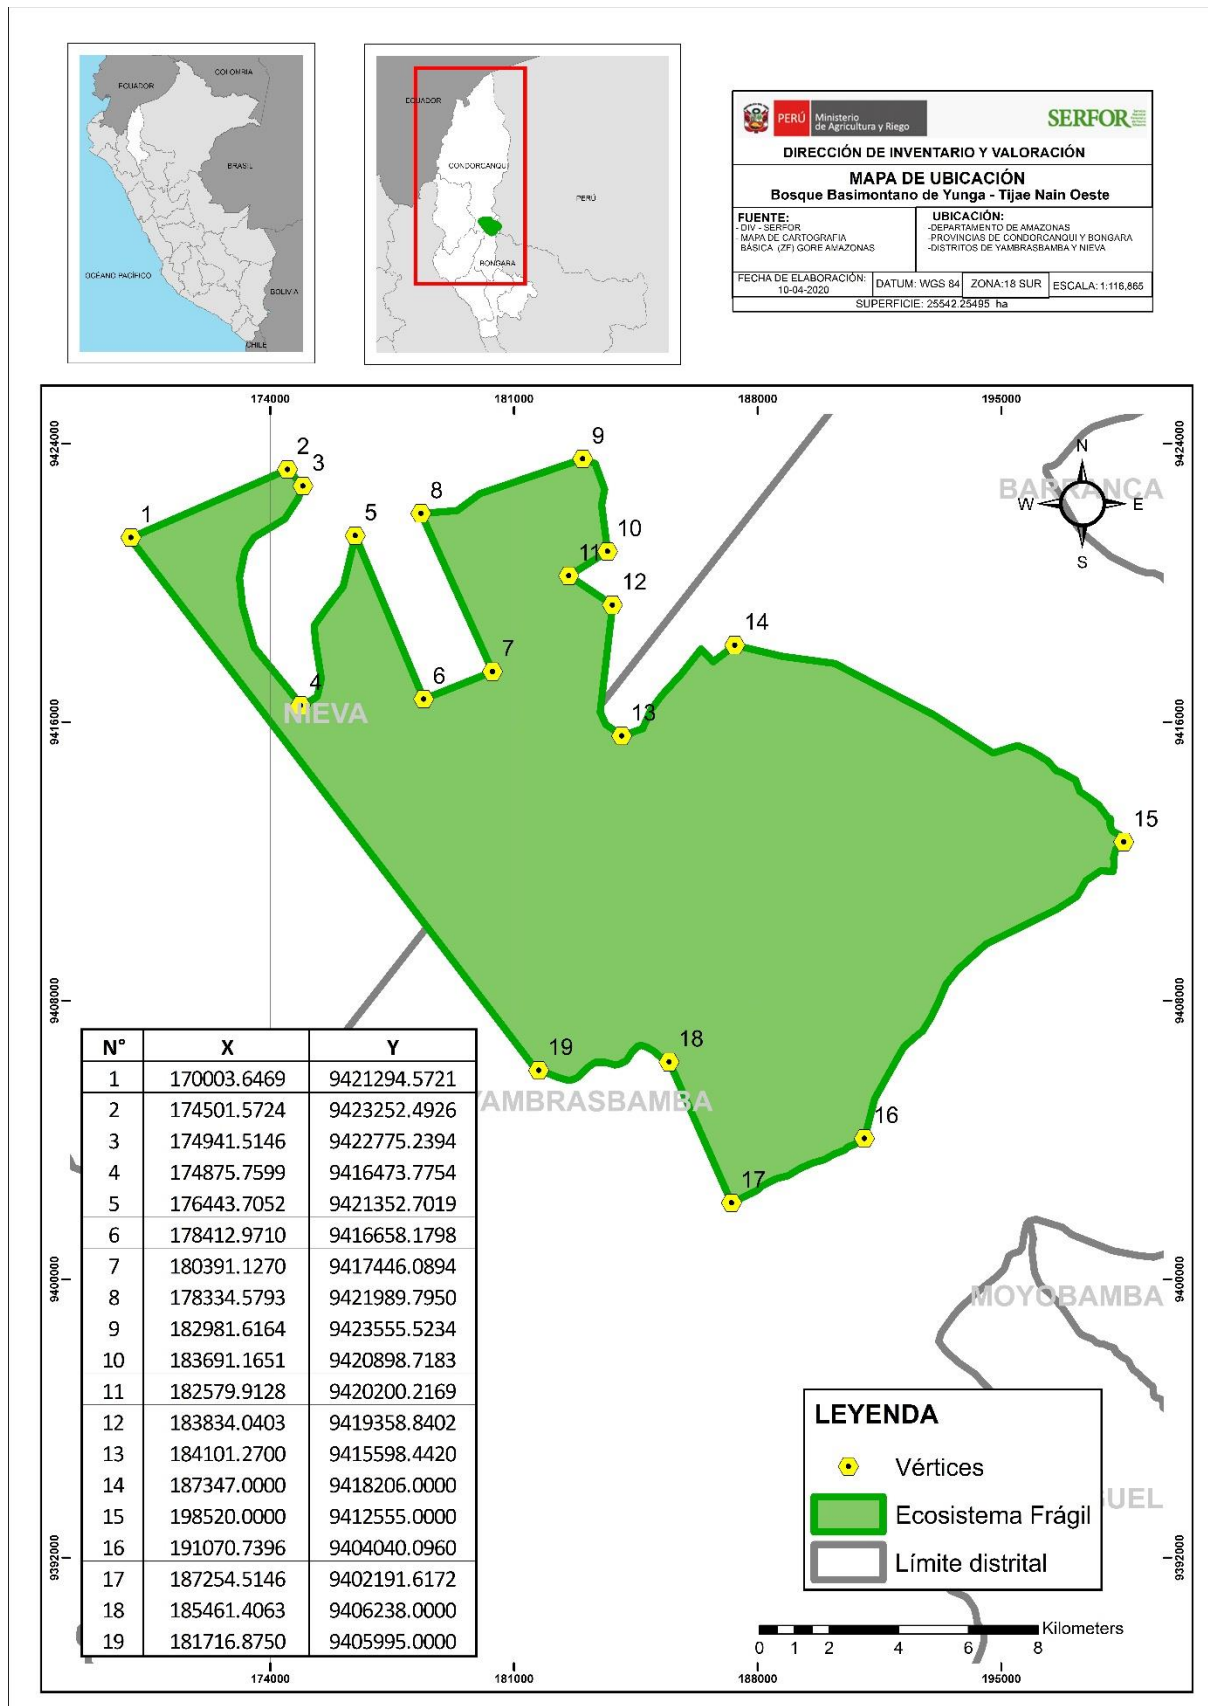 ECUADOR
COLOMBIA
BRASIL
OCÉANO PACÍFICO
BOLIVIA
CHILE
ECUADOR
CONDORCANQUI
PERÚ
BONGARA
PERÚ
Ministerio
de Agricultura y Riego
SERFOR
DIRECCIÓN DE INVENTARIO Y VALORACIÓN
MAPA DE UBICACIÓN
Bosque Basimontano de Yunga - Tijae Nain Oeste
FUENTE:
- DIV - SERFOR
- MAPA DE CARTOGRAFIA
BÁSICA (ZF) GORE AMAZONAS
UBICACIÓN:
-DEPARTAMENTO DE AMAZONAS
-PROVINCIAS DE CONDORCANQUI Y BONGARA
-DISTRITOS DE YAMBRASBAMBA Y NIEVA
FECHA DE ELABORACIÓN:
10-04-2020
DATUM: WGS 84
ZONA:18 SUR
ESCALA: 1:116,865
SUPERFICIE: 25542.25495 ha
174000 181000 188000 195000
9424000 9424000
9416000 9416000
9408000 9408000
9400000 9400000
9392000 9392000
N
W E
S
BARRANCA
1
2
3
4
5
6
7
8
9
10
11
12
13
14
15
16
17
18
19
NIEVA
YAMBRASBAMBA
MOYOBAMBA
GUEL
N° X Y
1 170003.6469 9421294.5721
2 174501.5724 9423252.4926
3 174941.5146 9422775.2394
4 174875.7599 9416473.7754
5 176443.7052 9421352.7019
6 178412.9710 9416658.1798
7 180391.1270 9417446.0894
8 178334.5793 9421989.7950
9 182981.6164 9423555.5234
10 183691.1651 9420898.7183
11 182579.9128 9420200.2169
12 183834.0403 9419358.8402
13 184101.2700 9415598.4420
14 187347.0000 9418206.0000
15 198520.0000 9412555.0000
16 191070.7396 9404040.0960
17 187254.5146 9402191.6172
18 185461.4063 9406238.0000
19 181716.8750 9405995.0000
LEYENDA
Vértices
Ecosistema Frágil
Límite distrital
Kilometers
0 1 2 4 6 8
174000 181000 188000 195000